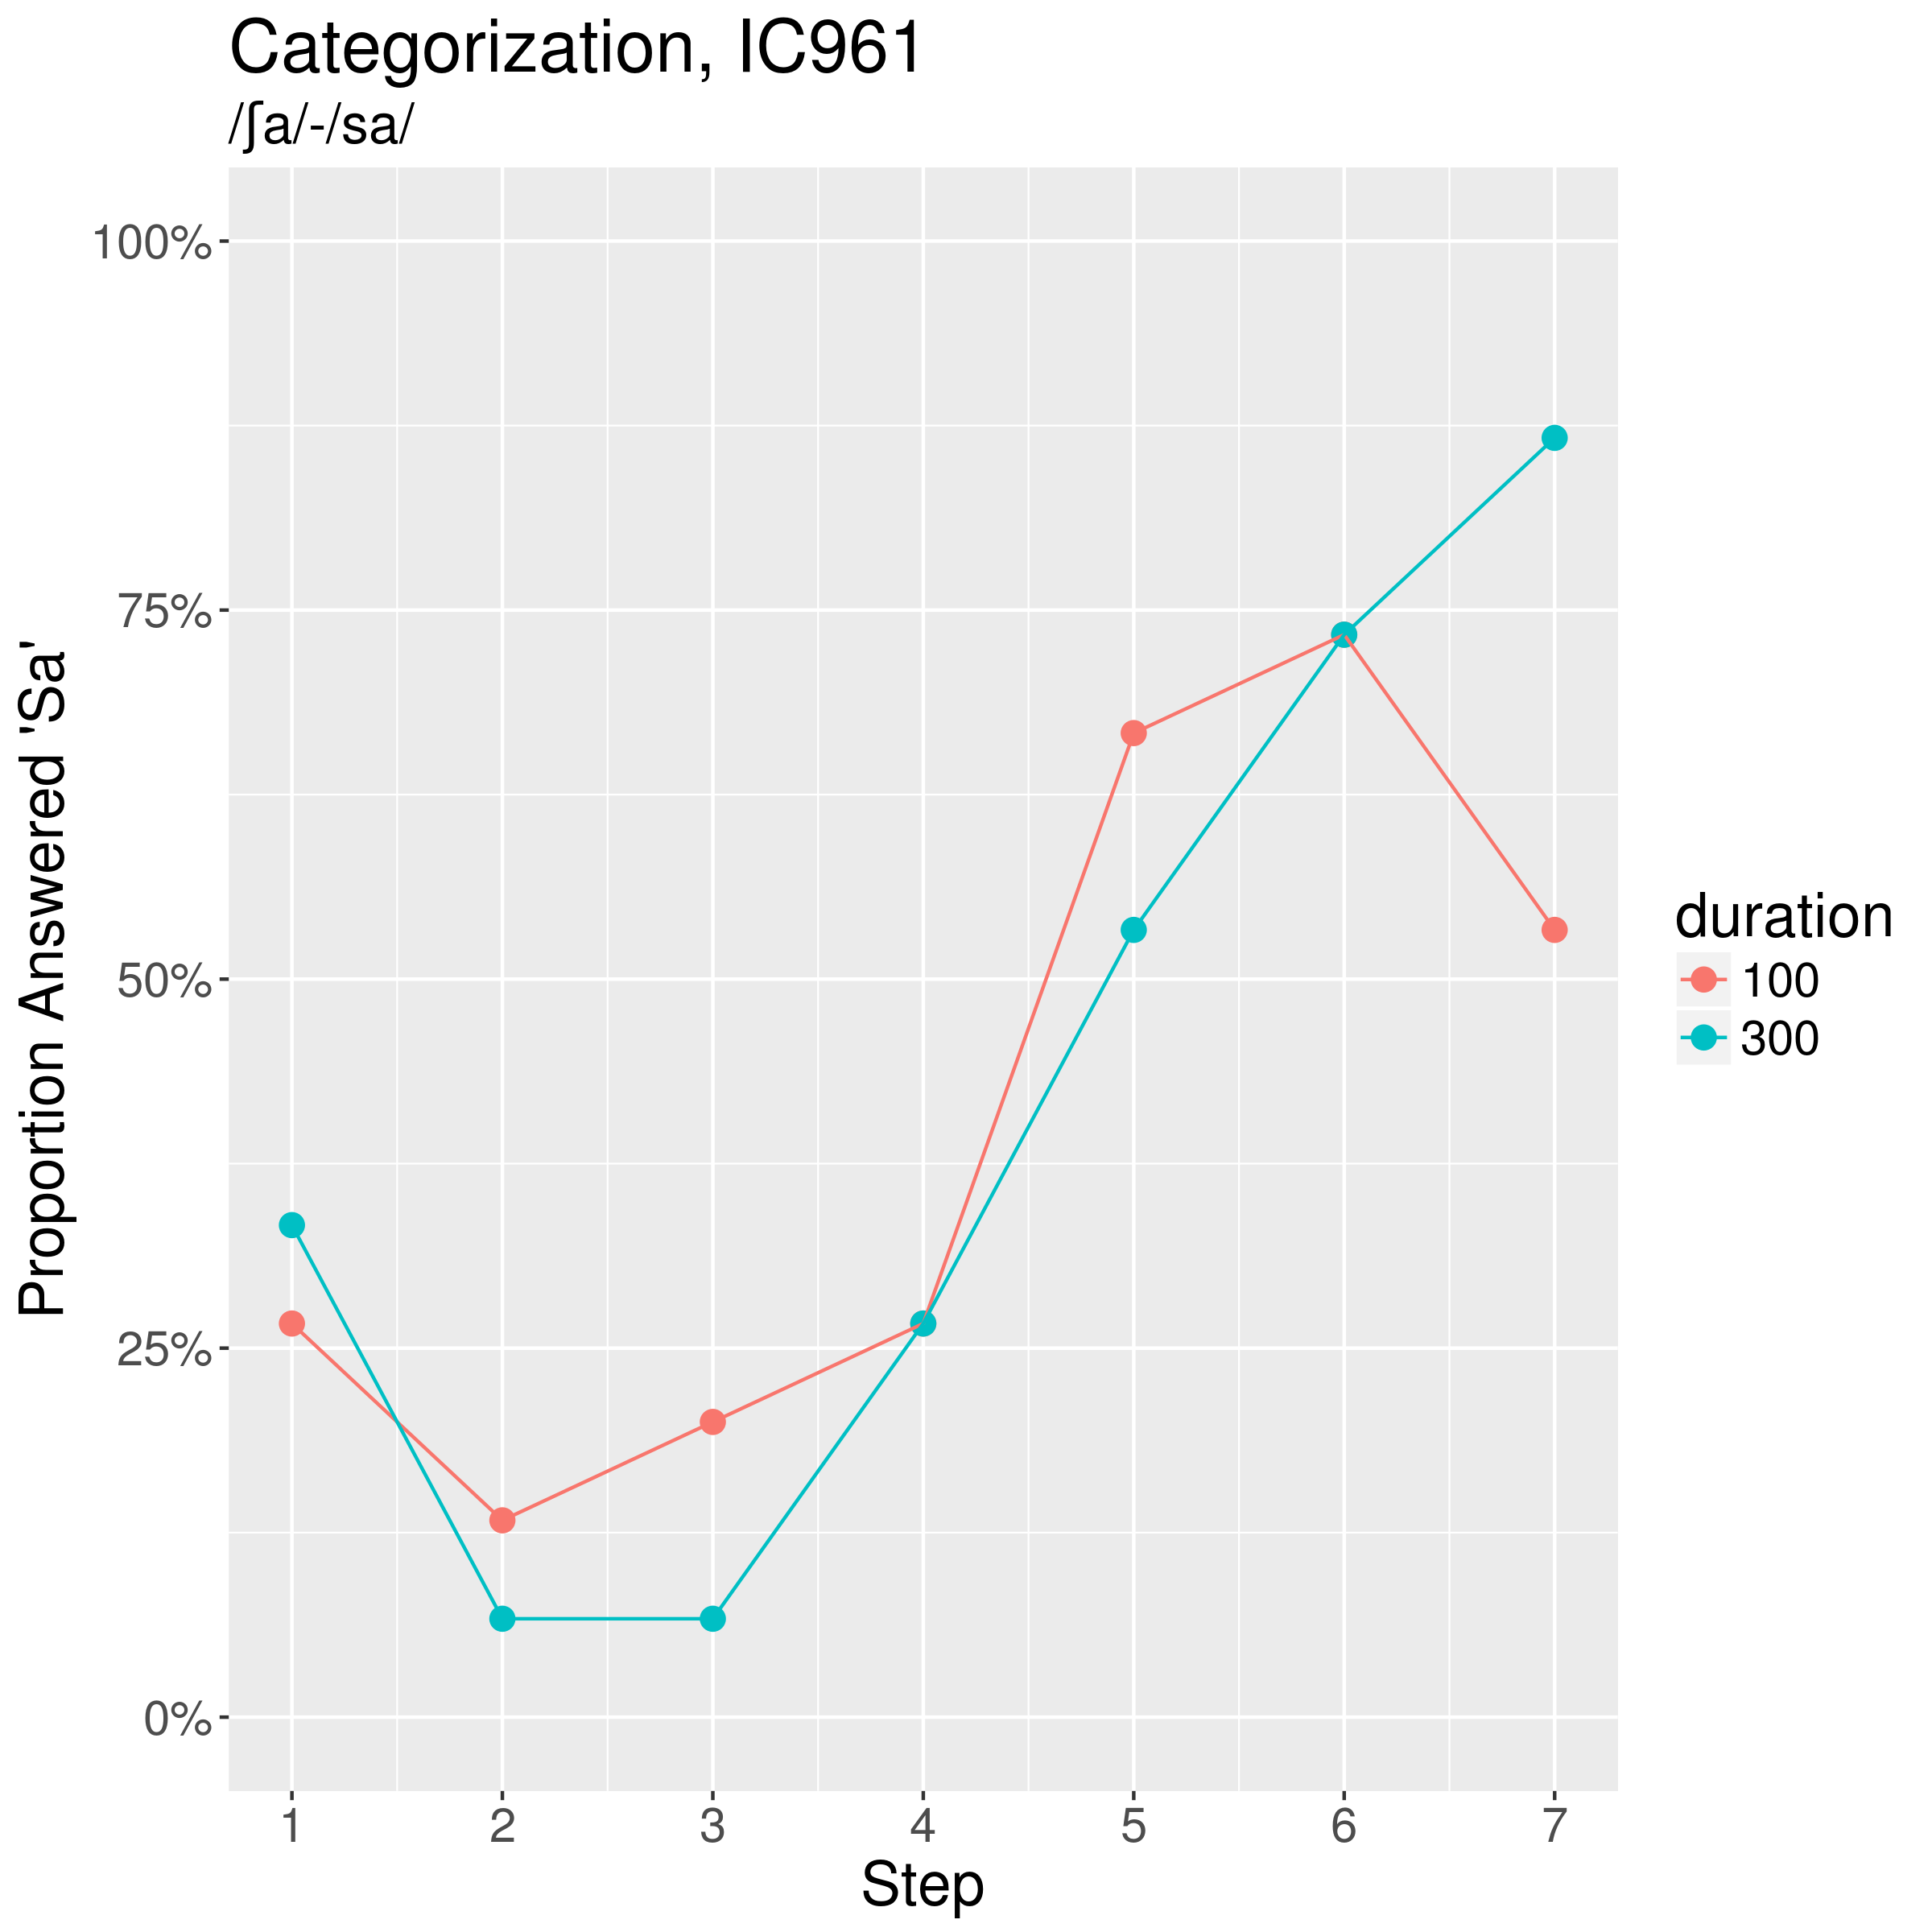 Categorization, IC961
/ʃa/-/sa/
100%
75%
50%
25%
0%
Proportion Answered 'Sa'
1 2 3 4 5 6 7
Step
duration
100
300